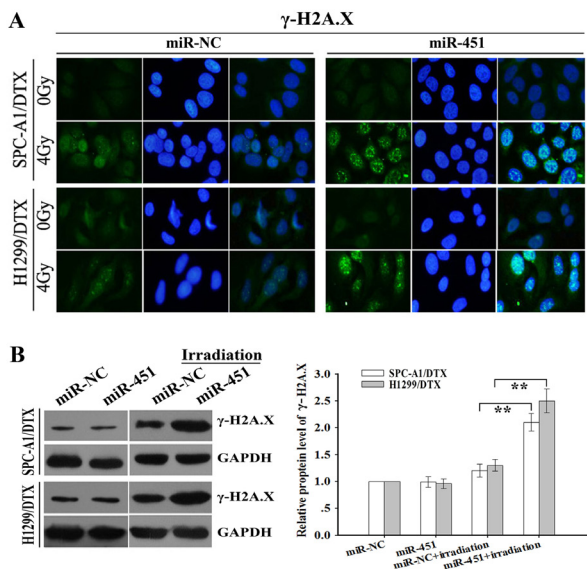 A
γ-H2A.X
miR-NC
miR-451
SPC-A1/DTX
0Gy
4Gy
H1299/DTX
0Gy
4Gy
B
Irradiation
miR-NC
miR-451
miR-NC
miR-451
SPC-A1/DTX
γ-H2A.X
GAPDH
H1299/DTX
γ-H2A.X
GAPDH
Relative proptein level of γ-H2A.X
3.0
2.5
2.0
1.5
1.0
.5
0.0
SPC-A1/DTX
H1299/DTX
**
**
miR-NC
miR-451
miR-NC+irradiation
miR-451+irradiation